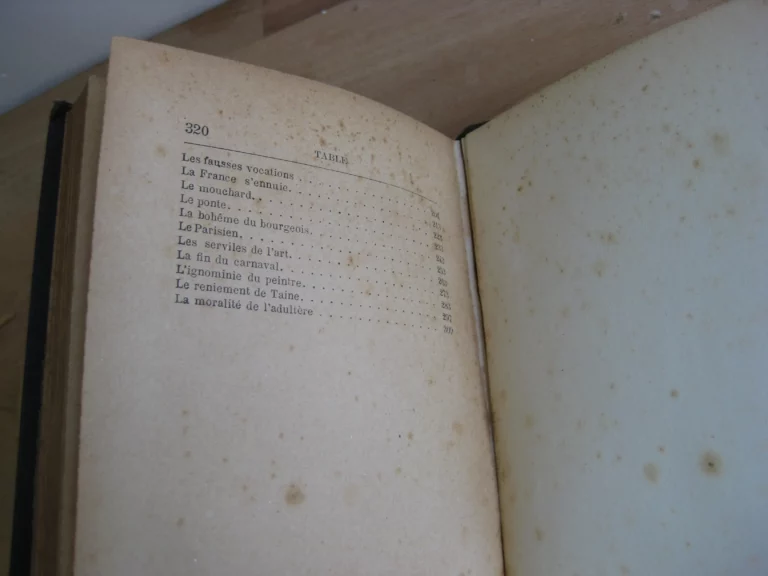 320
TABLE
Les fausses vocations
La France s'ennuie.
Le mouchard.
Le ponte.
La bohême du bourgeois.
Le Parisien.
Les serviles de l'art.
La fin du carnaval.
L'ignominie du peintre.
Le reniement de Taine.
La moralité de l'adultère